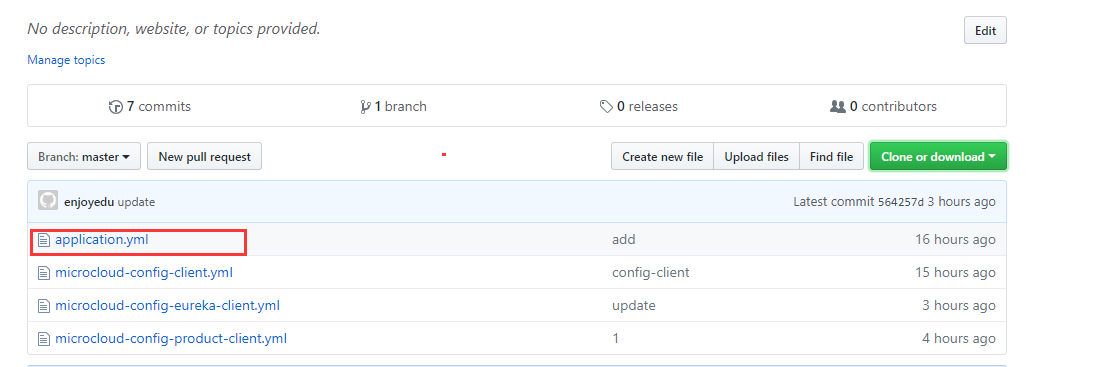 No description, website, or topics provided.
Edit
Manage topics
7 commits 1 branch 0 releases 0 contributors
Branch: master New pull request Create new file Upload files Find file Clone or download
enjoyedu update Latest commit 564257d 3 hours ago
application.yml add 16 hours ago
microcloud-config-client.yml config-client 15 hours ago
microcloud-config-eureka-client.yml update 3 hours ago
microcloud-config-product-client.yml 1 4 hours ago